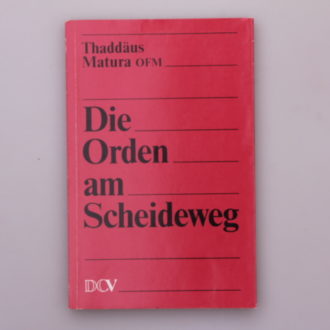 Thaddäus
Matura OFM
Die
Orden
am
Scheideweg
DCV